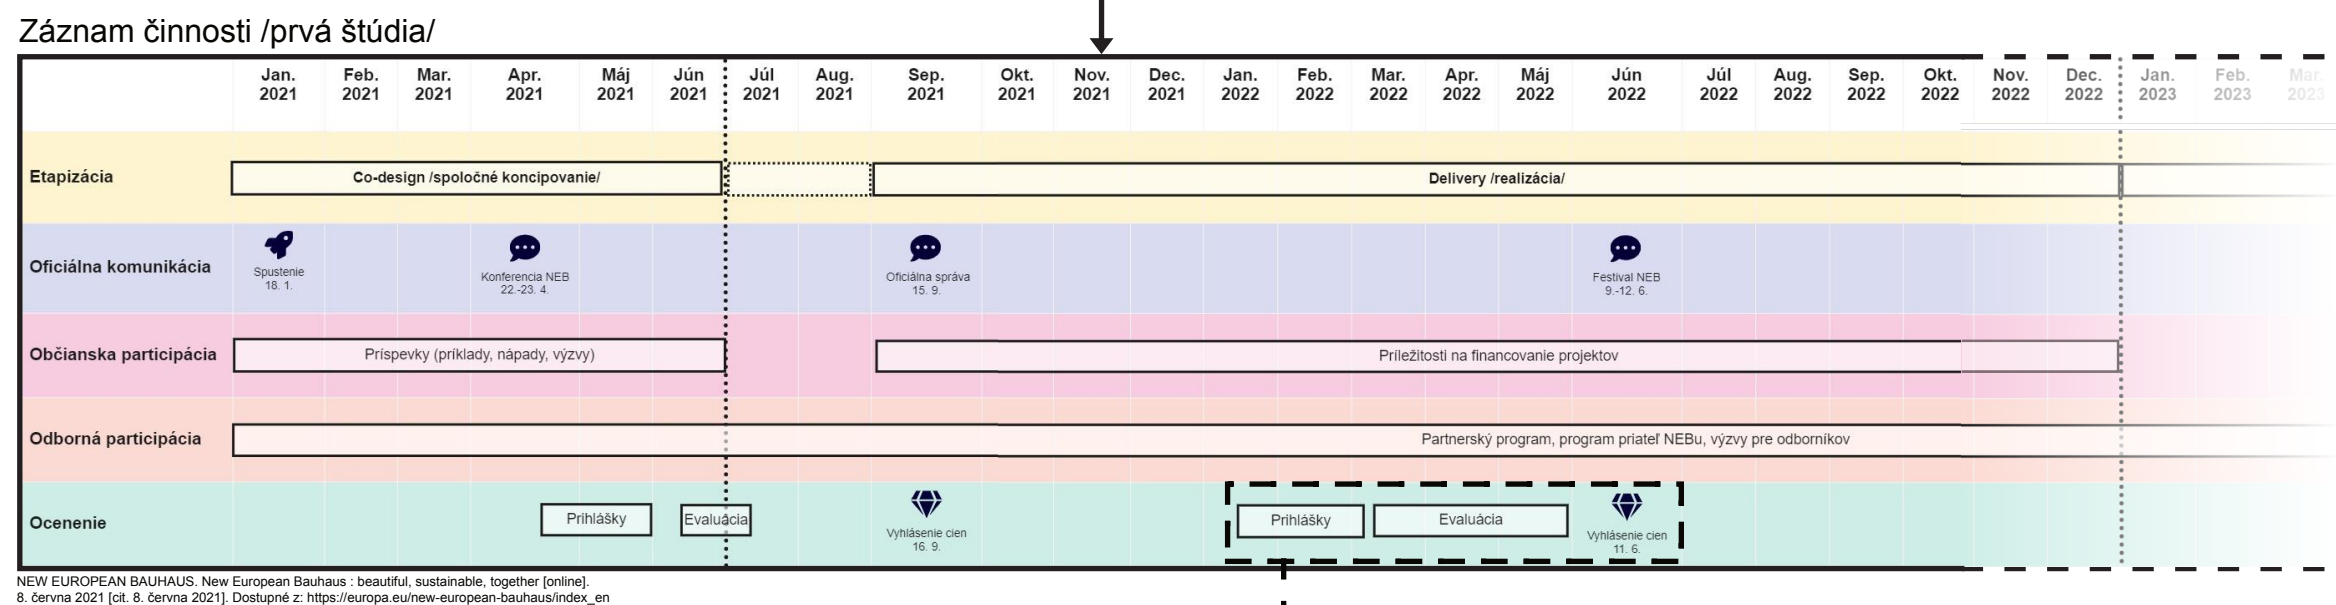 Záznam činnosti /prvá štúdia/
Jan. 2021 Feb. 2021 Mar. 2021 Apr. 2021 Máj 2021 Jún 2021 Júl 2021 Aug. 2021 Sep. 2021 Okt. 2021 Nov. 2021 Dec. 2021 Jan. 2022 Feb. 2022 Mar. 2022 Apr. 2022 Máj 2022 Jún 2022 Júl 2022 Aug. 2022 Sep. 2022 Okt. 2022 Nov. 2022 Dec. 2022 Jan. 2023 Feb. 2023 Mar. 2023
Etapizácia
Co-design /spoločné koncipovanie/
Delivery /realizácia/
Oficiálna komunikácia
Spustenie
18. 1.
Konferencia NEB
22.-23. 4.
Oficiálna správa
15. 9.
Festival NEB
9.-12. 6.
Občianska participácia
Príspevky (príklady, nápady, výzvy)
Príležitosti na financovanie projektov
Odborná participácia
Partnerský program, program priateľ NEBu, výzvy pre odborníkov
Ocenenie
Prihlášky
Evaluácia
Vyhlásenie cien
16. 9.
Prihlášky
Evaluácia
Vyhlásenie cien
11. 6.
NEW EUROPEAN BAUHAUS. New European Bauhaus : beautiful, sustainable, together [online].
8. června 2021 [cit. 8. června 2021]. Dostupné z: https://europa.eu/new-european-bauhaus/index_en